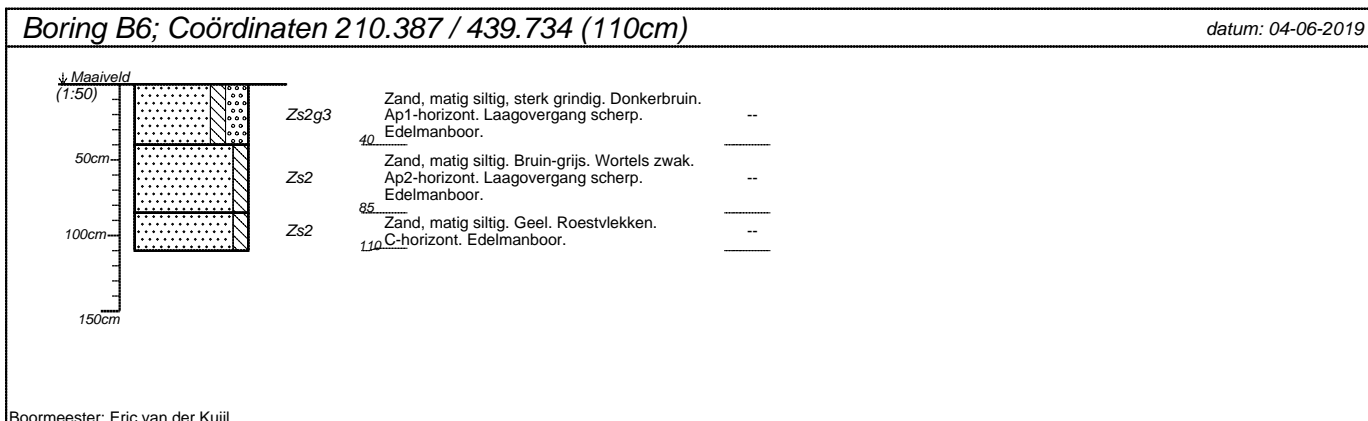 Boring B6; Coördinaten 210.387 / 439.734 (110cm)
datum: 04-06-2019
Maaiveld
(1:50)
Zs2g3
Zand, matig siltig, sterk grindig. Donkerbruin.
Ap1-horizont. Laagovergang scherp.
Edelmanboor.
--
40
50cm
Zs2
Zand, matig siltig. Bruin-grijs. Wortels zwak.
Ap2-horizont. Laagovergang scherp.
Edelmanboor.
--
85
100cm
Zs2
Zand, matig siltig. Geel. Roestvlekken.
C-horizont. Edelmanboor.
--
110
150cm
Boormeester: Eric van der Kuijl